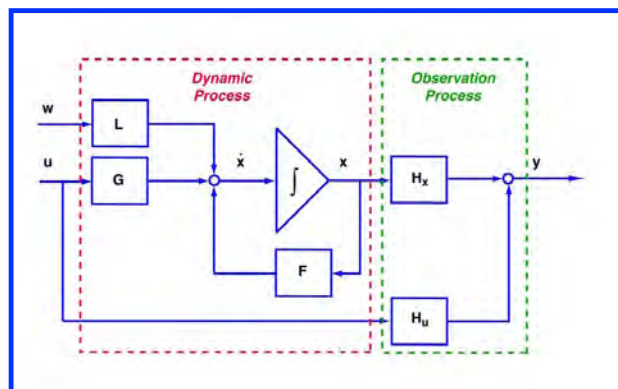 Dynamic
Process
Observation
Process
w
L
u
G
ẋ
∫
x
Hₓ
y
F
Hᵤ